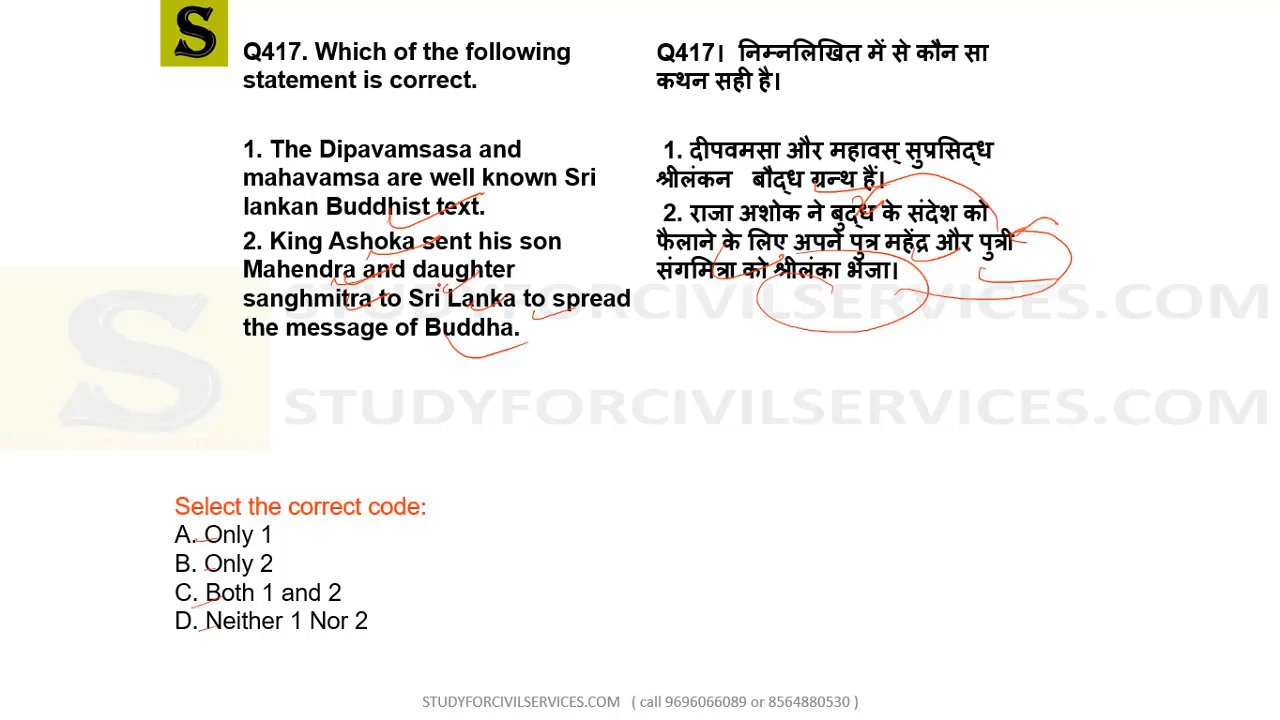 S
Q417. Which of the following
statement is correct.
1. The Dipavamsasa and
mahavamsa are well known Sri
lankan Buddhist text.
2. King Ashoka sent his son
Mahendra and daughter
sanghmitra to Sri Lanka to spread
the message of Buddha.
Q417। निम्नलिखित में से कौन सा
कथन सही है।
1. दीपवमसा और महावस् सुप्रसिद्ध
श्रीलंकन बौद्ध ग्रन्थ हैं।
2. राजा अशोक ने बुद्ध के संदेश को
फैलाने के लिए अपने पुत्र महेंद्र और पुत्री
संगमित्रा को श्रीलंका भेजा।
STUDYFORCIVILSERVICES.COM
S
STUDYFORCIVILSERVICES.COM
Select the correct code:
A. Only 1
B. Only 2
C. Both 1 and 2
D. Neither 1 Nor 2
STUDYFORCIVILSERVICES.COM ( call 9696066089 or 8564880530 )